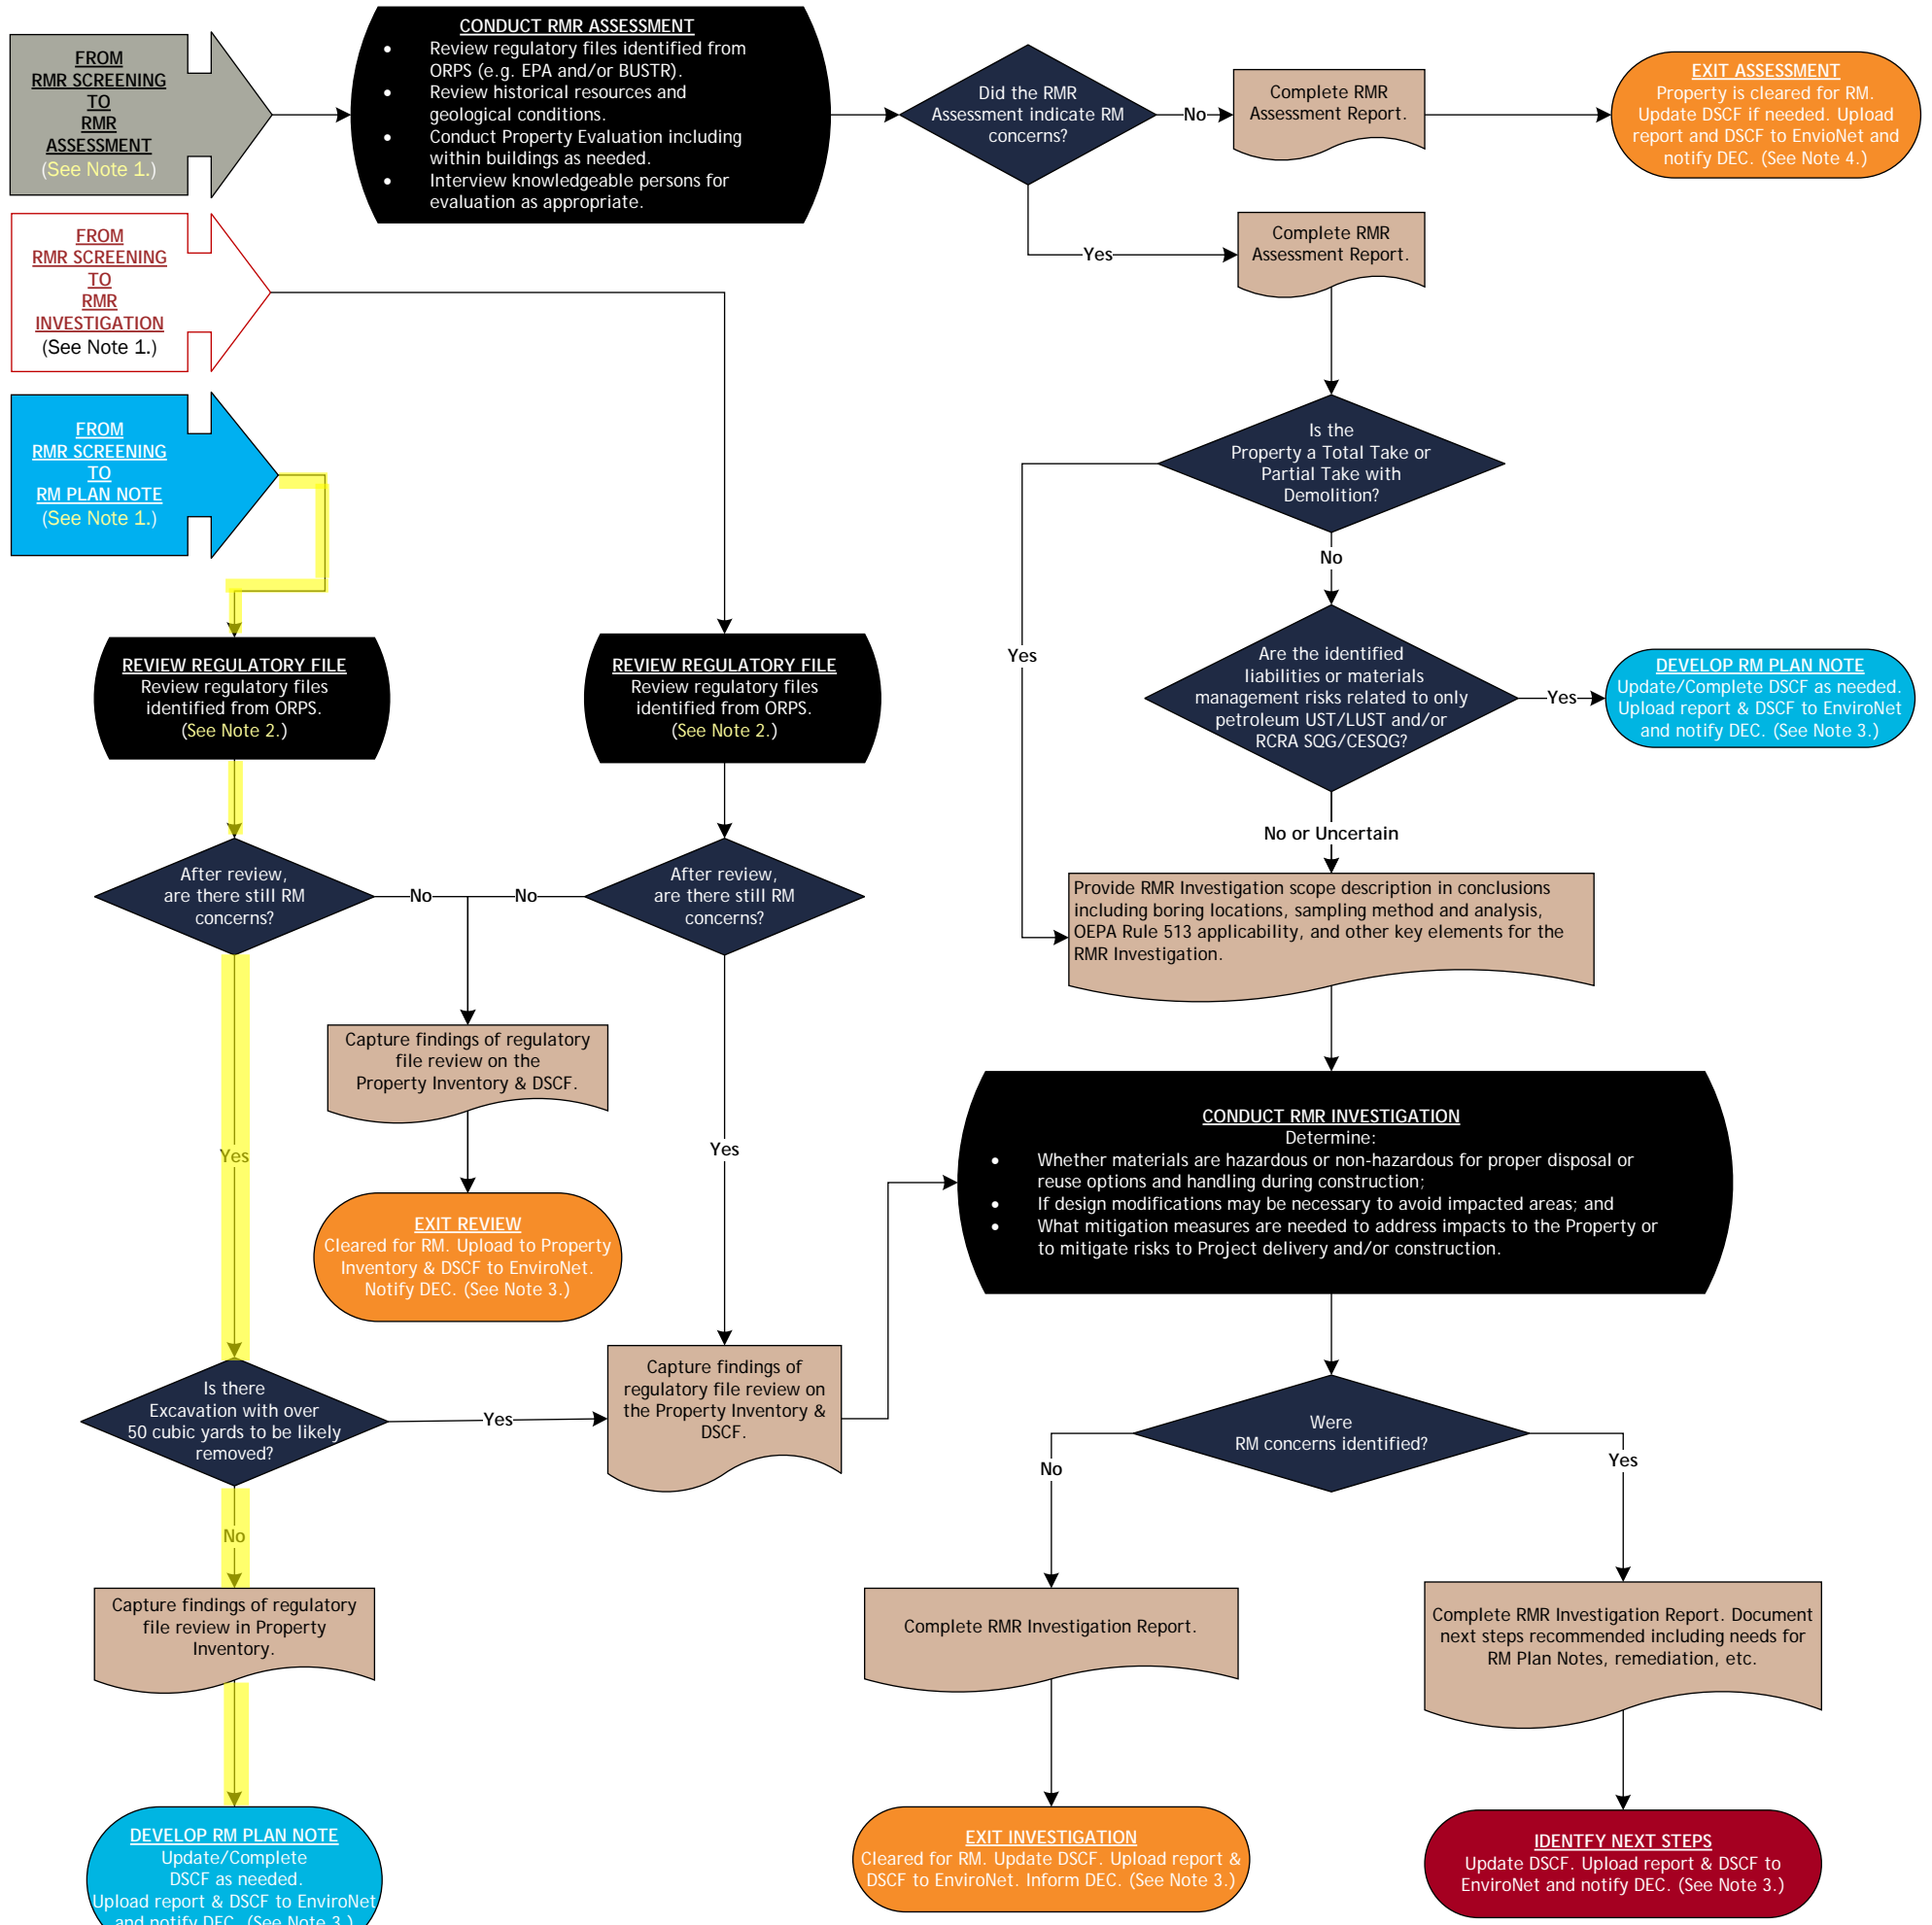 FROM
RMR SCREENING
TO
RMR
ASSESSMENT
(See Note 1.)
CONDUCT RMR ASSESSMENT
• Review regulatory files identified from
ORPS (e.g. EPA and/or BUSTR).
• Review historical resources and
geological conditions.
• Conduct Property Evaluation including
within buildings as needed.
• Interview knowledgeable persons for
evaluation as appropriate.
Did the RMR
Assessment indicate RM
concerns?
No
Complete RMR
Assessment Report.
EXIT ASSESSMENT
Property is cleared for RM.
Update DSCF if needed. Upload
report and DSCF to EnvioNet and
notify DEC. (See Note 4.)
Yes
Complete RMR
Assessment Report.
FROM
RMR SCREENING
TO
RMR
INVESTIGATION
(See Note 1.)
FROM
RMR SCREENING
TO
RM PLAN NOTE
(See Note 1.)
Is the
Property a Total Take or
Partial Take with
Demolition?
No
Yes
Are the identified
liabilities or materials
management risks related to only
petroleum UST/LUST and/or
RCRA SQG/CESQG?
Yes
DEVELOP RM PLAN NOTE
Update/Complete DSCF as needed.
Upload report & DSCF to EnviroNet
and notify DEC. (See Note 3.)
No or Uncertain
REVIEW REGULATORY FILE
Review regulatory files
identified from ORPS.
(See Note 2.)
REVIEW REGULATORY FILE
Review regulatory files
identified from ORPS.
(See Note 2.)
After review,
are there still RM
concerns?
No
No
After review,
are there still RM
concerns?
Provide RMR Investigation scope description in conclusions
including boring locations, sampling method and analysis,
OEPA Rule 513 applicability, and other key elements for the
RMR Investigation.
Capture findings of regulatory
file review on the
Property Inventory & DSCF.
Yes
Yes
EXIT REVIEW
Cleared for RM. Upload to Property
Inventory & DSCF to EnviroNet.
Notify DEC. (See Note 3.)
CONDUCT RMR INVESTIGATION
Determine:
• Whether materials are hazardous or non-hazardous for proper disposal or
reuse options and handling during construction;
• If design modifications may be necessary to avoid impacted areas; and
• What mitigation measures are needed to address impacts to the Property or
to mitigate risks to Project delivery and/or construction.
Is there
Excavation with over
50 cubic yards to be likely
removed?
Yes
Capture findings of
regulatory file review on
the Property Inventory &
DSCF.
Were
RM concerns identified?
No
Yes
No
Capture findings of regulatory
file review in Property
Inventory.
Complete RMR Investigation Report.
Complete RMR Investigation Report. Document
next steps recommended including needs for
RM Plan Notes, remediation, etc.
DEVELOP RM PLAN NOTE
Update/Complete
DSCF as needed.
Upload report & DSCF to EnviroNet
and notify DEC. (See Note 3.)
EXIT INVESTIGATION
Cleared for RM. Update DSCF. Upload report &
DSCF to EnviroNet. Inform DEC. (See Note 3.)
IDENTFY NEXT STEPS
Update DSCF. Upload report & DSCF to
EnviroNet and notify DEC. (See Note 3.)